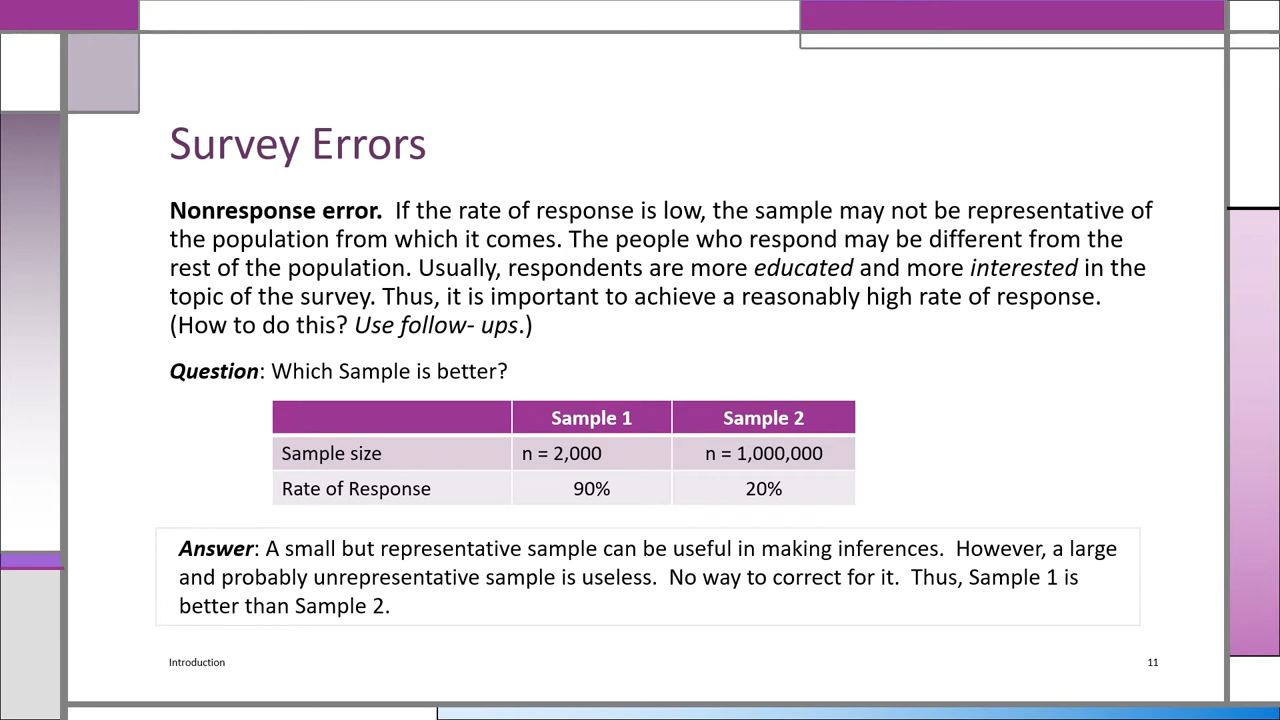 Survey Errors
Nonresponse error.  If the rate of response is low, the sample may not be representative of
the population from which it comes. The people who respond may be different from the
rest of the population. Usually, respondents are more educated and more interested in the
topic of the survey. Thus, it is important to achieve a reasonably high rate of response.
(How to do this? Use follow- ups.)
Question: Which Sample is better?
Sample 1 Sample 2
Sample size n = 2,000 n = 1,000,000
Rate of Response 90% 20%
Answer: A small but representative sample can be useful in making inferences.  However, a large
and probably unrepresentative sample is useless.  No way to correct for it.  Thus, Sample 1 is
better than Sample 2.
Introduction 11